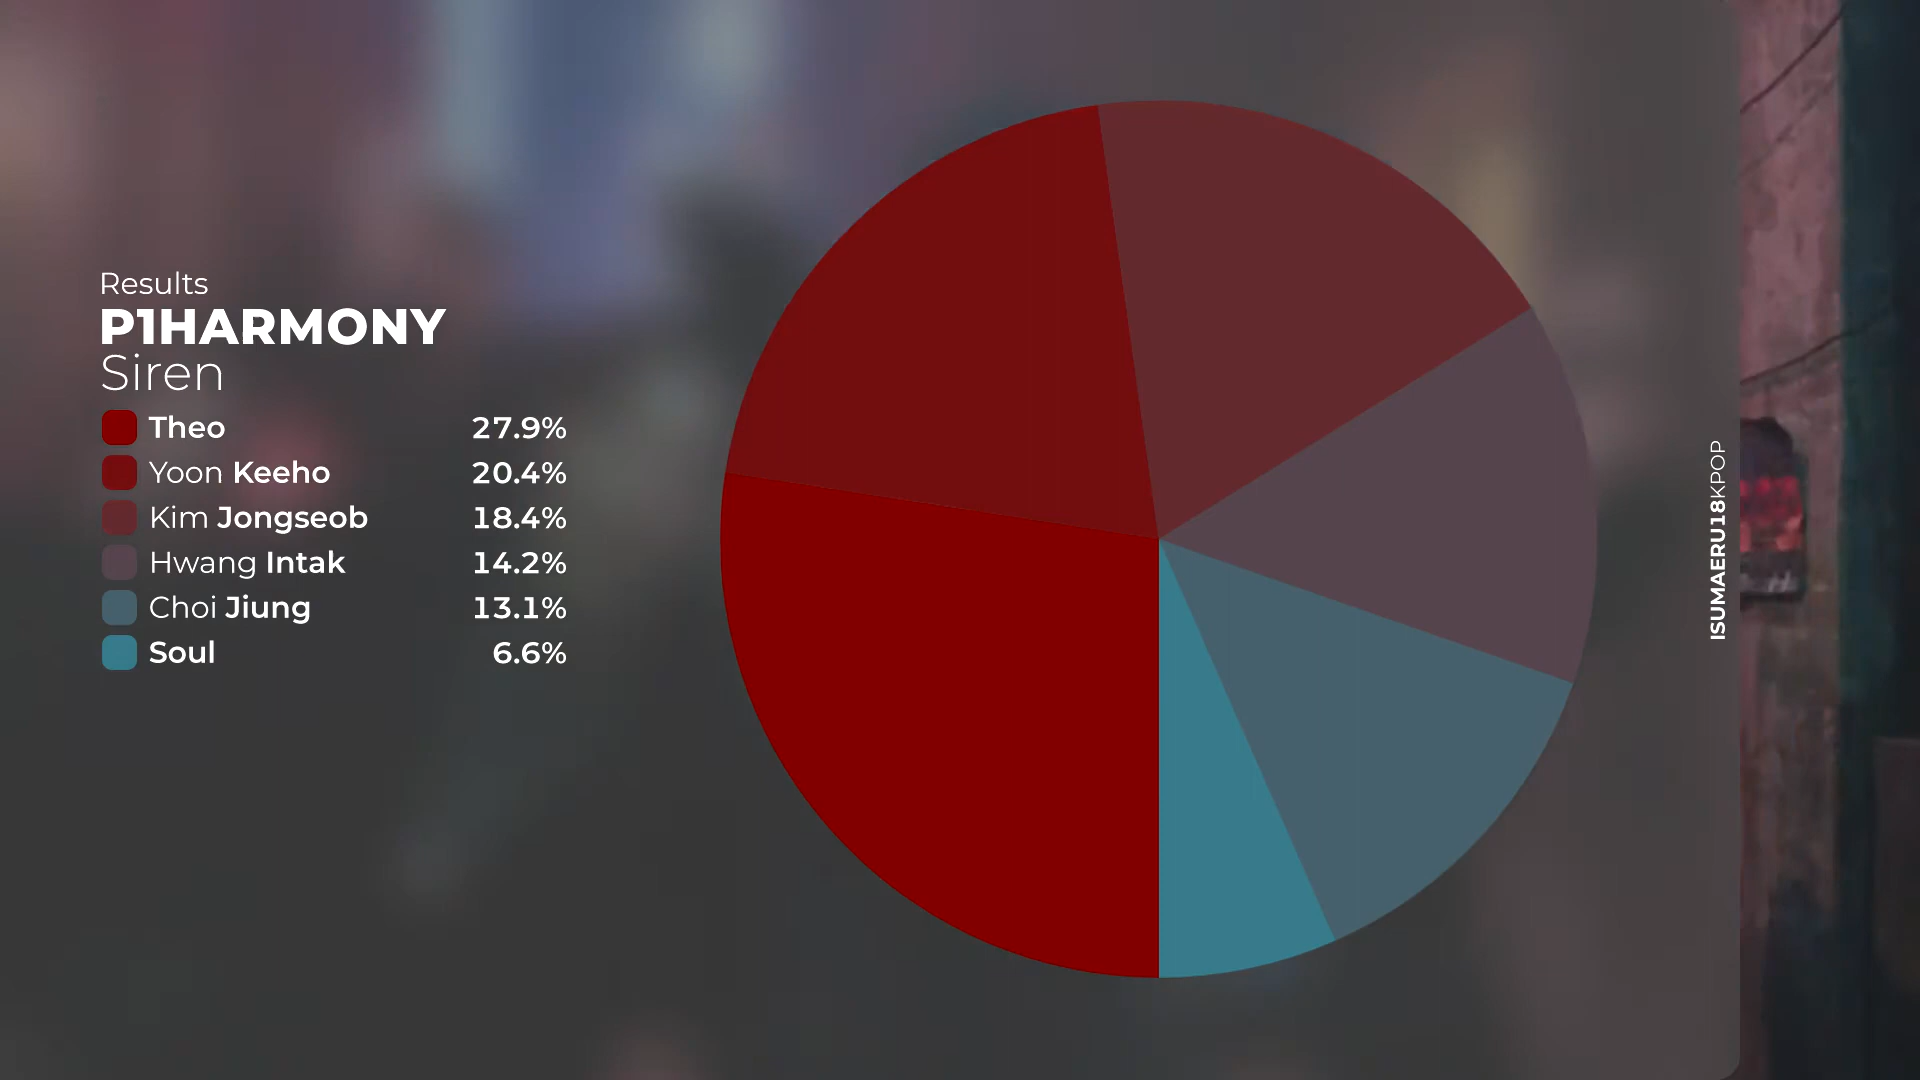 Results
P1HARMONY
Siren
Theo 27.9%
Yoon Keeho 20.4%
Kim Jongseob 18.4%
Hwang Intak 14.2%
Choi Jiung 13.1%
Soul 6.6%
ISUMAERU18KPOP